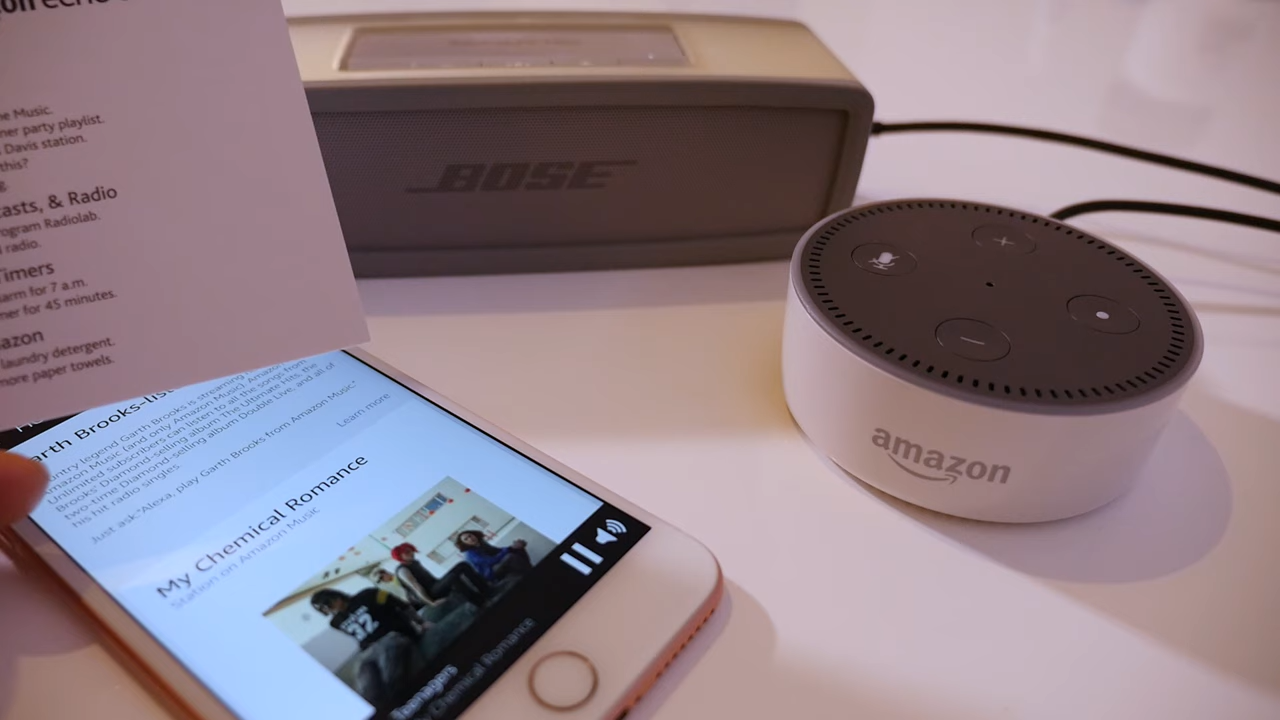 ne Music.
ner party playlist.
Davis station.
this?
asts, & Radio
rogram Radiolab.
radio.
Timers
arm for 7 a.m.
ner for 45 minutes.
azon
laundry detergent.
more paper towels.
BOSE
amazon
arth Brooks-list
ntry legend Garth Brooks is streaming
Amazon Music (and only Amazon Music). Amazon
Unlimited subscribers can listen to all the songs from
Brooks' Diamond-selling album The Ultimate Hits, the
two-time Diamond-selling album Double Live, and all of
his hit radio singles.
Just ask "Alexa, play Garth Brooks from Amazon Music."
Learn more
My Chemical Romance
Station on Amazon Music
Teenagers
My Chemical Romance